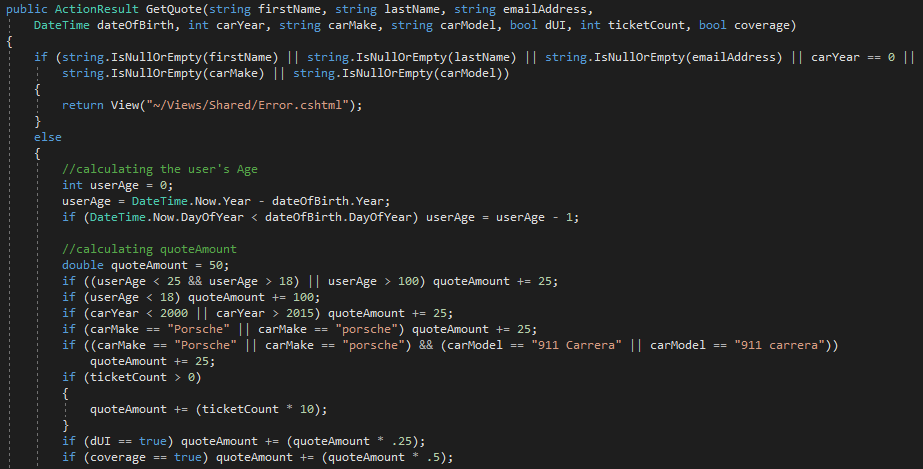 public ActionResult GetQuote(string firstName, string lastName, string emailAddress,
DateTime dateOfBirth, int carYear, string carMake, string carModel, bool dUI, int ticketCount, bool coverage)
{
if (string.IsNullOrEmpty(firstName) || string.IsNullOrEmpty(lastName) || string.IsNullOrEmpty(emailAddress) || carYear == 0 ||
string.IsNullOrEmpty(carMake) || string.IsNullOrEmpty(carModel))
{
return View("~/Views/Shared/Error.cshtml");
}
else
{
//calculating the user's Age
int userAge = 0;
userAge = DateTime.Now.Year - dateOfBirth.Year;
if (DateTime.Now.DayOfYear < dateOfBirth.DayOfYear) userAge = userAge - 1;
//calculating quoteAmount
double quoteAmount = 50;
if ((userAge < 25 && userAge > 18) || userAge > 100) quoteAmount += 25;
if (userAge < 18) quoteAmount += 100;
if (carYear < 2000 || carYear > 2015) quoteAmount += 25;
if (carMake == "Porsche" || carMake == "porsche") quoteAmount += 25;
if ((carMake == "Porsche" || carMake == "porsche") && (carModel == "911 Carrera" || carModel == "911 carrera"))
quoteAmount += 25;
if (ticketCount > 0)
{
quoteAmount += (ticketCount * 10);
}
if (dUI == true) quoteAmount += (quoteAmount * .25);
if (coverage == true) quoteAmount += (quoteAmount * .5);